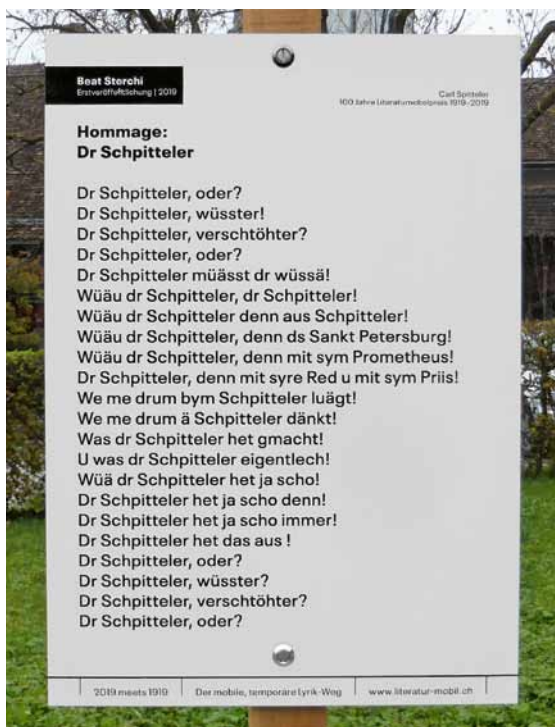 Beat Sterchi
Erstveröffentlichung | 2019
Carl Spitteler
100 Jahre Literaturnobelpreis 1919–2019
Hommage:
Dr Schpitteler
Dr Schpitteler, oder?
Dr Schpitteler, wüsster!
Dr Schpitteler, verschtöhter?
Dr Schpitteler, oder?
Dr Schpitteler müässt dr wüssä!
Wüäu dr Schpitteler, dr Schpitteler!
Wüäu dr Schpitteler denn aus Schpitteler!
Wüäu dr Schpitteler, denn ds Sankt Petersburg!
Wüäu dr Schpitteler, denn mit sym Prometheus!
Dr Schpitteler, denn mit syre Red u mit sym Priis!
We me drum bym Schpitteler luägt!
We me drum ä Schpitteler dänkt!
Was dr Schpitteler het gmacht!
U was dr Schpitteler eigentlech!
Wüä dr Schpitteler het ja scho!
Dr Schpitteler het ja scho denn!
Dr Schpitteler het ja scho immer!
Dr Schpitteler het das aus !
Dr Schpitteler, oder?
Dr Schpitteler, wüsster?
Dr Schpitteler, verschtöhter?
Dr Schpitteler, oder?
2019 meets 1919 | Der mobile, temporäre Lyrik-Weg | www.literatur-mobil.ch